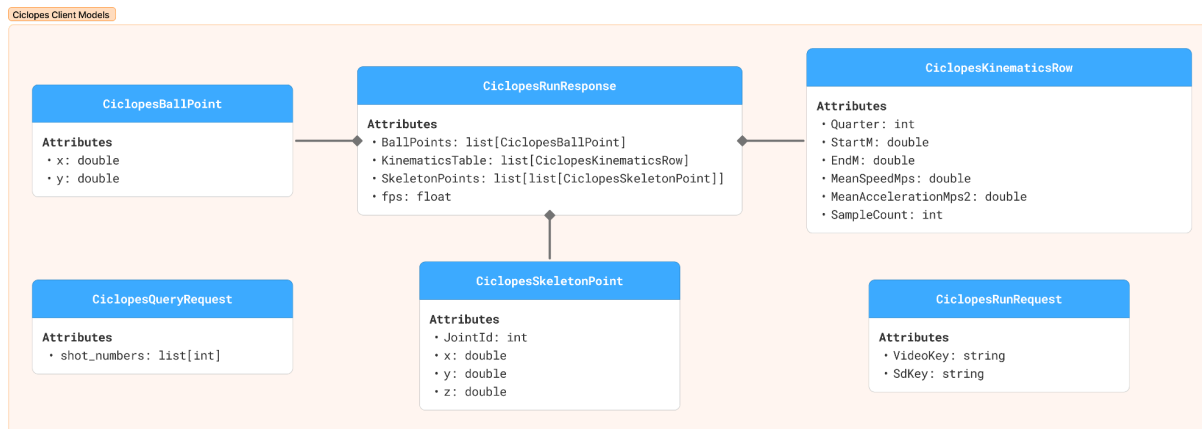 Ciclopes Client Models
CiclopesBallPoint
Attributes
• x: double
• y: double
CiclopesRunResponse
Attributes
• BallPoints: list[CiclopesBallPoint]
• KinematicsTable: list[CiclopesKinematicsRow]
• SkeletonPoints: list[list[CiclopesSkeletonPoint]]
• fps: float
CiclopesKinematicsRow
Attributes
• Quarter: int
• StartM: double
• EndM: double
• MeanSpeedMps: double
• MeanAccelerationMps2: double
• SampleCount: int
CiclopesQueryRequest
Attributes
• shot_numbers: list[int]
CiclopesSkeletonPoint
Attributes
• JointId: int
• x: double
• y: double
• z: double
CiclopesRunRequest
Attributes
• VideoKey: string
• SdKey: string